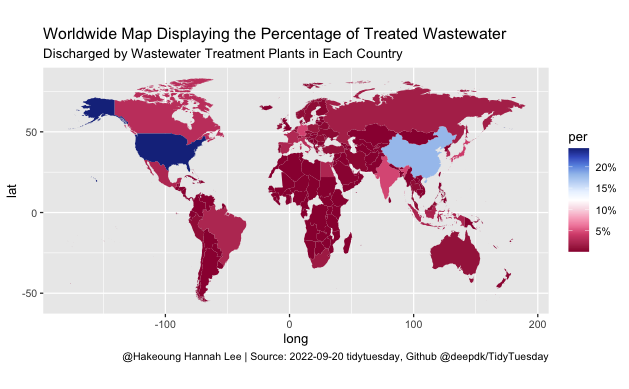 Worldwide Map Displaying the Percentage of Treated Wastewater
Discharged by Wastewater Treatment Plants in Each Country
lat
50
0
-50
-100
0
100
200
long
per
20%
15%
10%
5%
@Hakeoung Hannah Lee | Source: 2022-09-20 tidytuesday, Github @deepdk/TidyTuesday